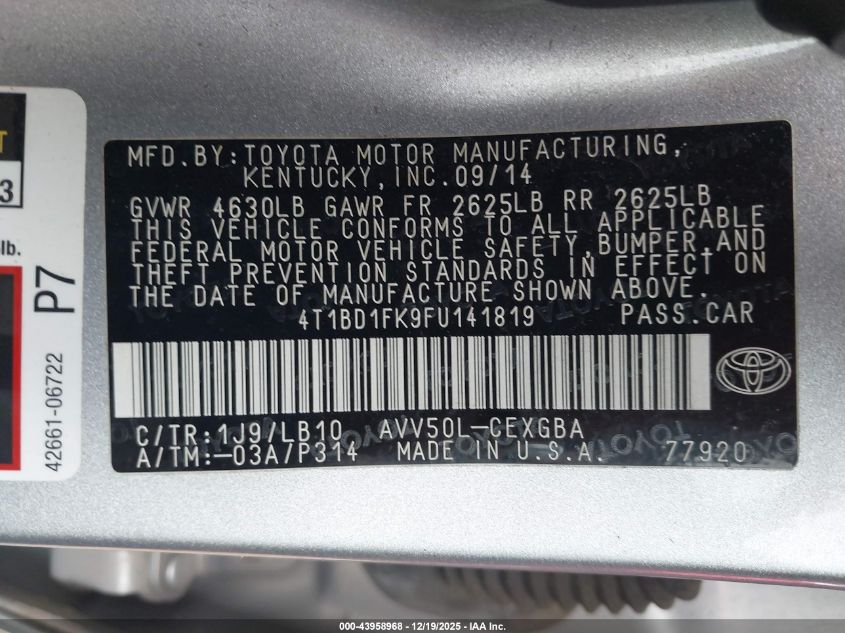 MFD.BY:TOYOTA MOTOR MANUFACTURING,
KENTUCKY,INC.09/14
GVWR 4630LB GAWR FR 2625LB RR 2625LB
THIS VEHICLE CONFORMS TO ALL APPLICABLE
FEDERAL MOTOR VEHICLE SAFETY,BUMPER,AND
THEFT PREVENTION STANDARDS IN EFFECT ON
THE DATE OF MANUFACTURE SHOWN ABOVE.
4T1BD1FK9FU141819 PASS.CAR
C/TR:1J9/LB10 AVV50L-CEXGBA
A/TM:-03A/P314 MADE IN U.S.A. 77920
T
3
lb.
P7
42661-06722
000-43958968 - 12/19/2025 - IAA Inc.